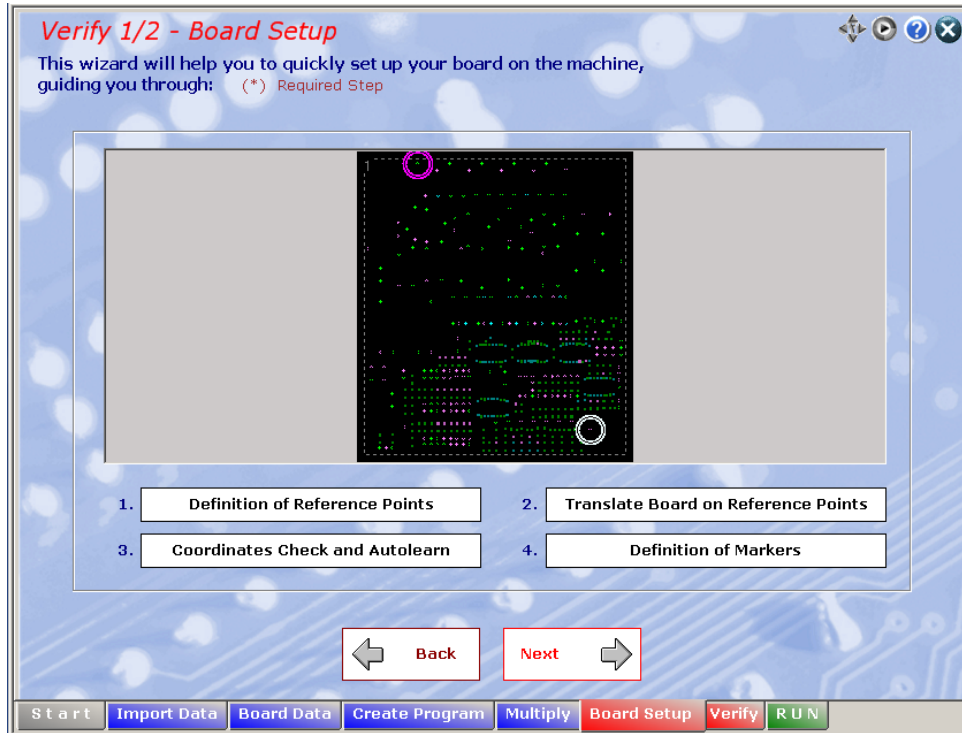 Verify 1/2 - Board Setup
This wizard will help you to quickly set up your board on the machine,
guiding you through: (*) Required Step
1
1. Definition of Reference Points
2. Translate Board on Reference Points
3. Coordinates Check and Autolearn
4. Definition of Markers
Back Next
Start Import Data Board Data Create Program Multiply Board Setup Verify RUN